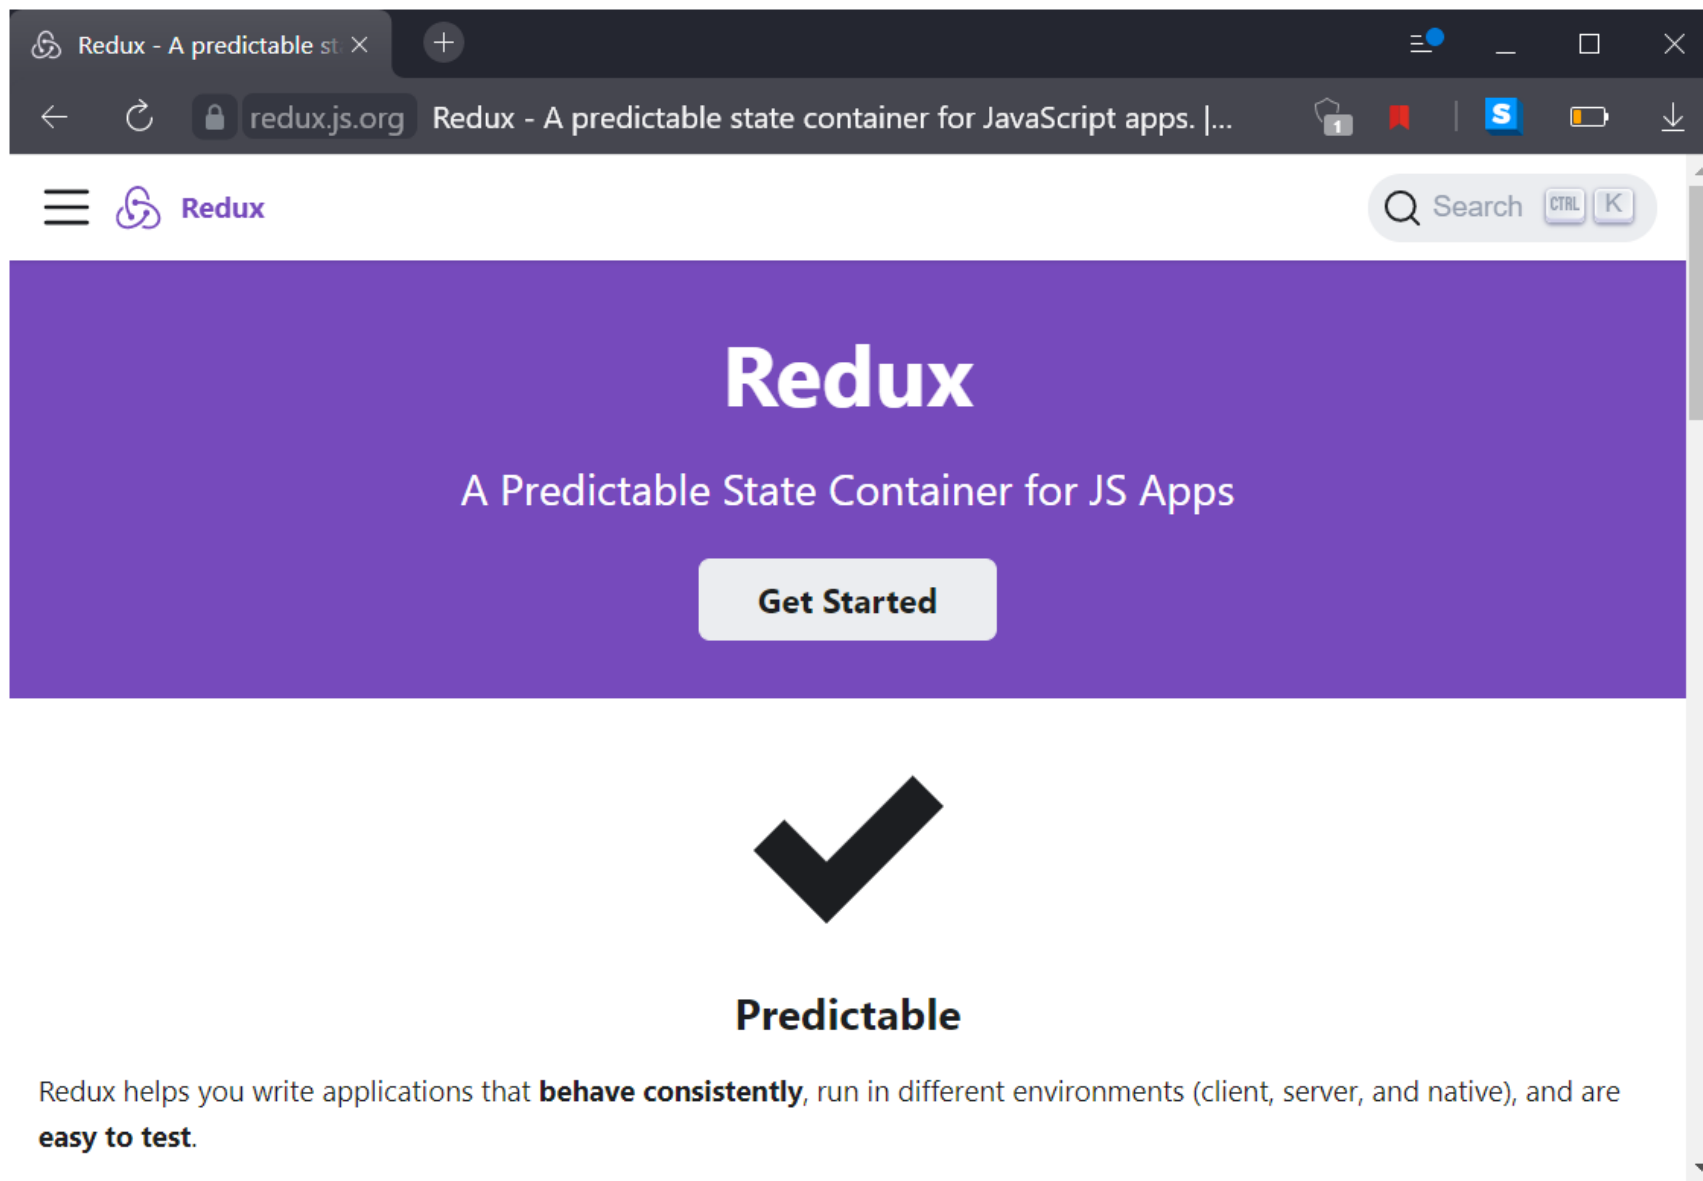 Redux - A predictable st
redux.js.org Redux - A predictable state container for JavaScript apps. |...
1
S
Redux
Search CTRL K
Redux
A Predictable State Container for JS Apps
Get Started
Predictable
Redux helps you write applications that behave consistently, run in different environments (client, server, and native), and are
easy to test.